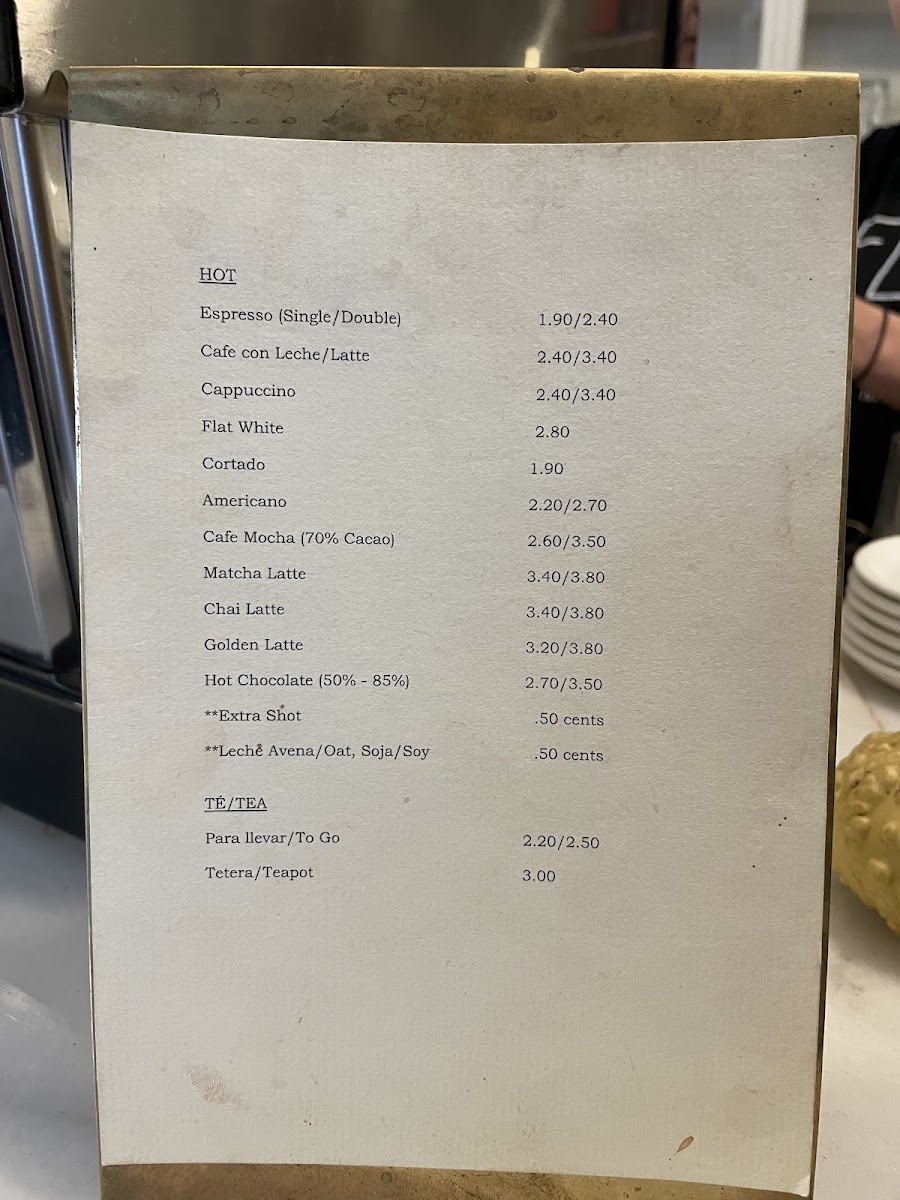 HOT
Espresso (Single/Double) 1.90/2.40
Cafe con Leche/Latte 2.40/3.40
Cappuccino 2.40/3.40
Flat White 2.80
Cortado 1.90
Americano 2.20/2.70
Cafe Mocha (70% Cacao) 2.60/3.50
Matcha Latte 3.40/3.80
Chai Latte 3.40/3.80
Golden Latte 3.20/3.80
Hot Chocolate (50% - 85%) 2.70/3.50
**Extra Shot .50 cents
**Leche Avena/Oat, Soja/Soy .50 cents
TÉ/TEA
Para llevar/To Go 2.20/2.50
Tetera/Teapot 3.00